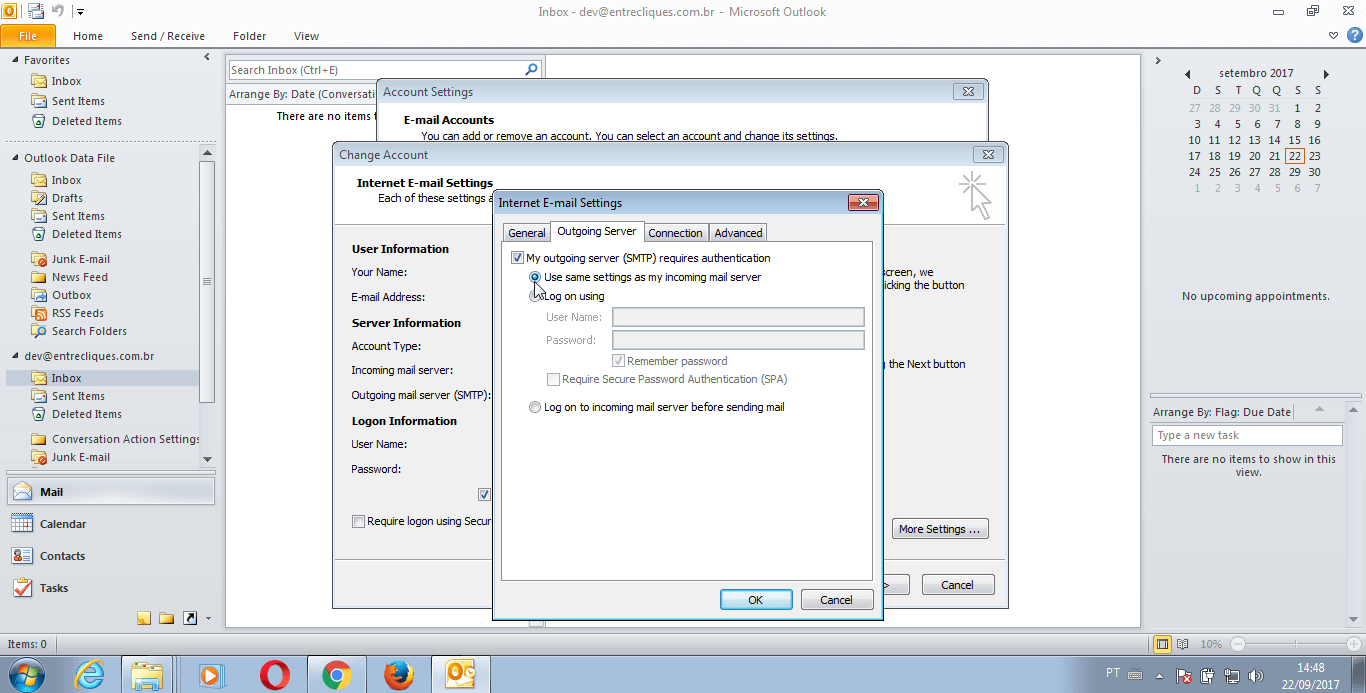 Inbox - dev@entrecliques.com.br - Microsoft Outlook
File Home Send / Receive Folder View
Favorites
Inbox
Sent Items
Deleted Items
Outlook Data File
Inbox
Drafts
Sent Items
Deleted Items
Junk E-mail
News Feed
Outbox
RSS Feeds
Search Folders
dev@entrecliques.com.br
Inbox
Sent Items
Deleted Items
Conversation Action Settings
Junk E-mail
Mail
Calendar
Contacts
Tasks
Search Inbox (Ctrl+E)
Arrange By: Date (Conversati
There are no items
Account Settings
E-mail Accounts
You can add or remove an account. You can select an account and change its settings.
Change Account
Internet E-mail Settings
Each of these settings a
User Information
Your Name:
E-mail Address:
Server Information
Account Type:
Incoming mail server:
Outgoing mail server (SMTP):
Logon Information
User Name:
Password:
Require logon using Secur
screen, we
icking the button
the Next button
More Settings ...
> Cancel
Internet E-mail Settings
General Outgoing Server Connection Advanced
My outgoing server (SMTP) requires authentication
Use same settings as my incoming mail server
Log on using
User Name:
Password:
Remember password
Require Secure Password Authentication (SPA)
Log on to incoming mail server before sending mail
OK Cancel
setembro 2017
D S T Q Q S S
27 28 29 30 31 1 2
3 4 5 6 7 8 9
10 11 12 13 14 15 16
17 18 19 20 21 22 23
24 25 26 27 28 29 30
1 2 3 4 5 6 7
No upcoming appointments.
Arrange By: Flag: Due Date
Type a new task
There are no items to show in this
view.
Items: 0
10%
PT
14:48
22/09/2017